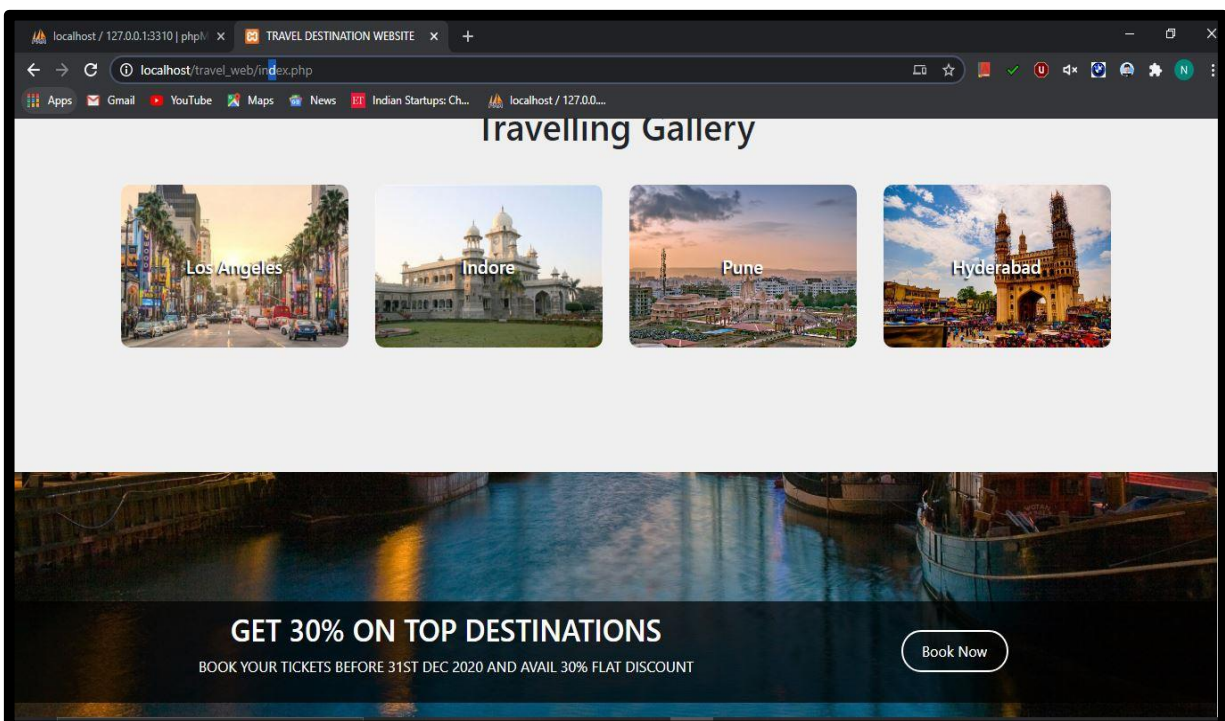 localhost / 127.0.0.1:3310 | phpM
TRAVEL DESTINATION WEBSITE
localhost/travel_web/index.php
Apps
Gmail
YouTube
Maps
News
Indian Startups: Ch...
localhost / 127.0.0....
Travelling Gallery
Los Angeles
Indore
Pune
Hyderabad
GET 30% ON TOP DESTINATIONS
BOOK YOUR TICKETS BEFORE 31ST DEC 2020 AND AVAIL 30% FLAT DISCOUNT
Book Now